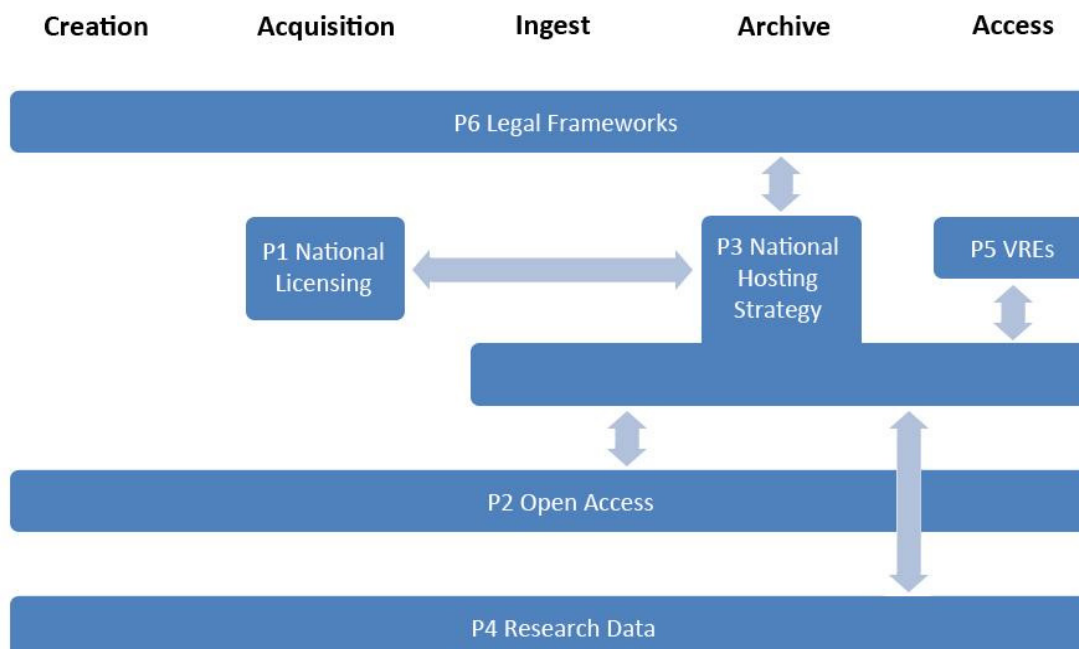 Creation Acquisition Ingest Archive Access
P6 Legal Frameworks
P1 National
Licensing
P3 National
Hosting
Strategy
P5 VREs
P2 Open Access
P4 Research Data